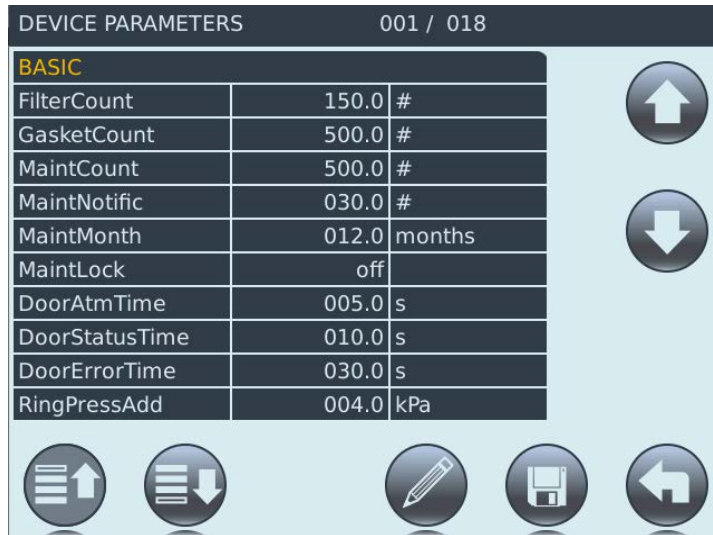 DEVICE PARAMETERS 001 / 018
BASIC
FilterCount 150.0 #
GasketCount 500.0 #
MaintCount 500.0 #
MaintNotific 030.0 #
MaintMonth 012.0 months
MaintLock off
DoorAtmTime 005.0 s
DoorStatusTime 010.0 s
DoorErrorTime 030.0 s
RingPressAdd 004.0 kPa